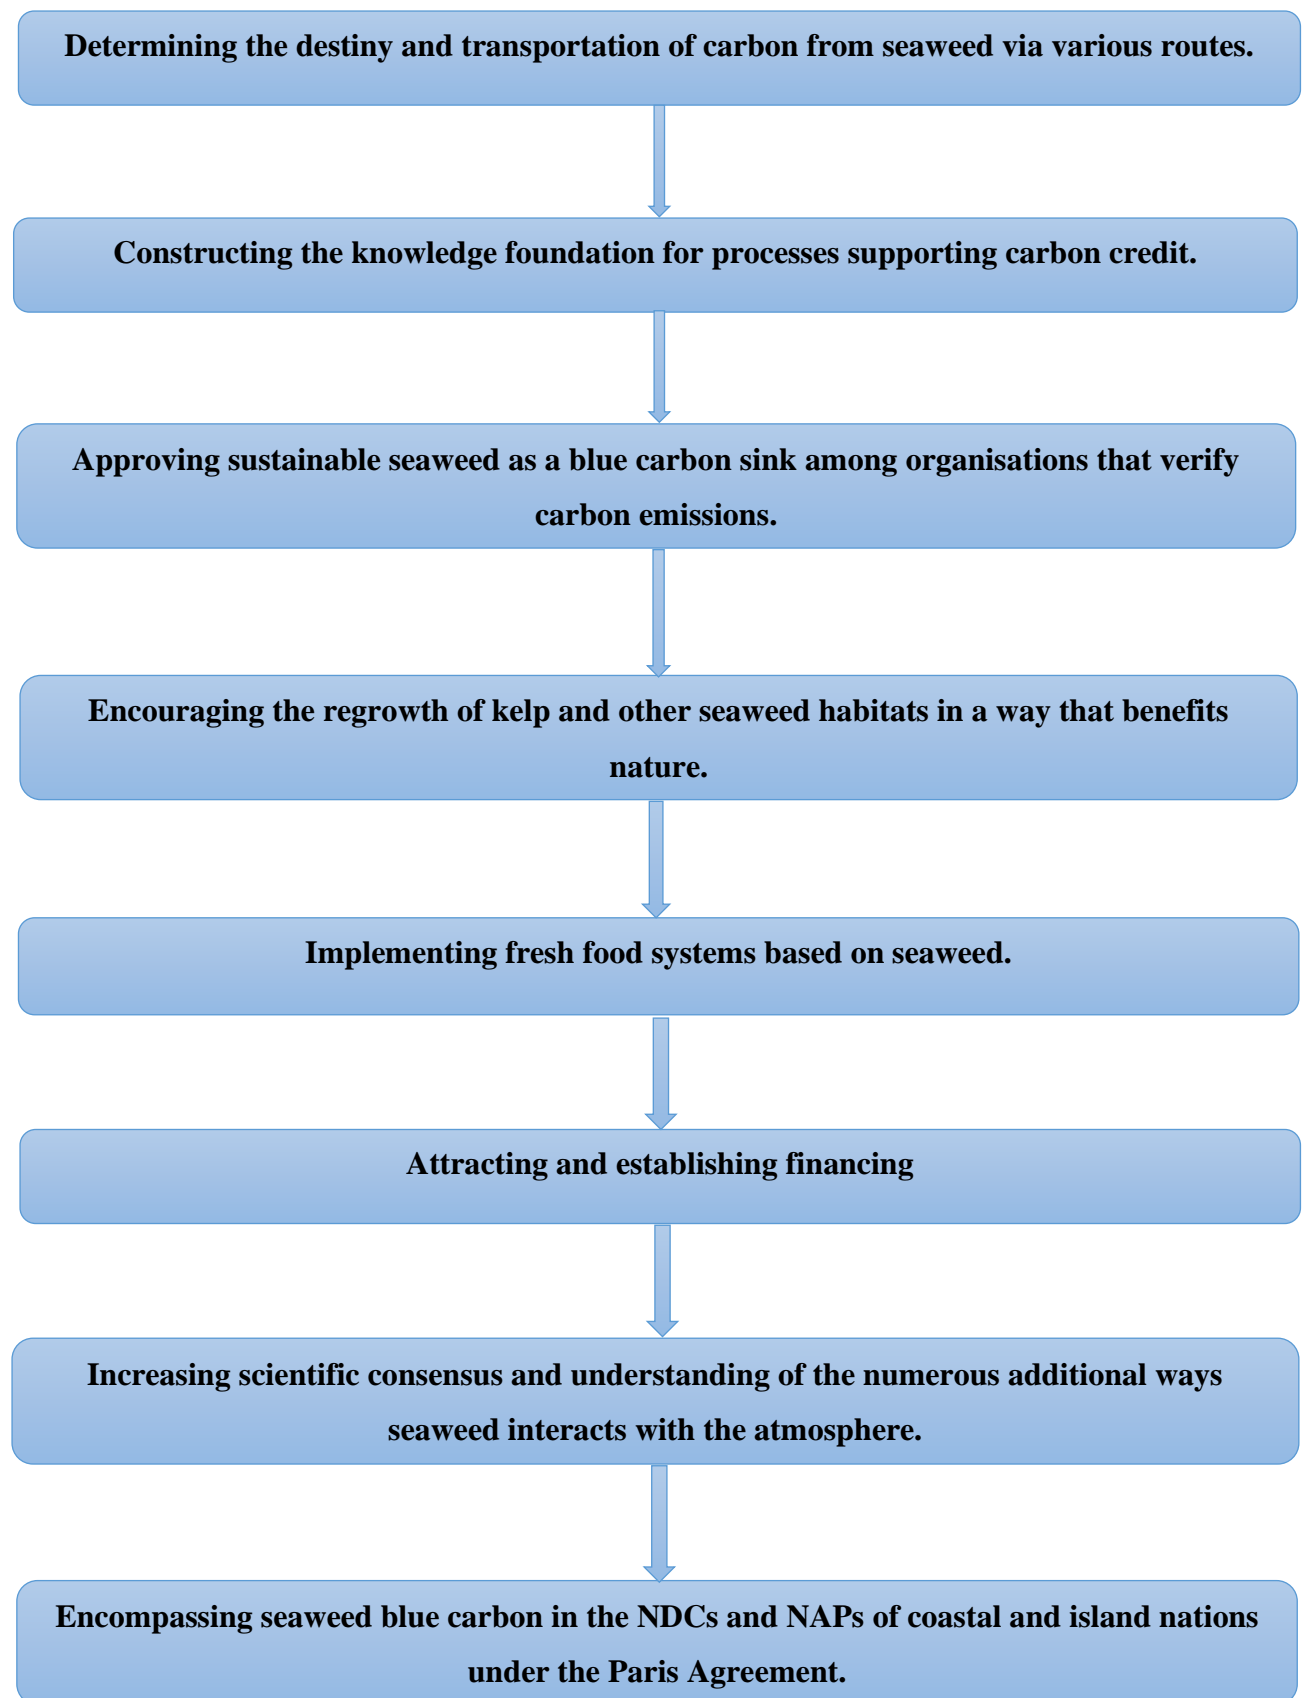 Determining the destiny and transportation of carbon from seaweed via various routes.
Constructing the knowledge foundation for processes supporting carbon credit.
Approving sustainable seaweed as a blue carbon sink among organisations that verify
carbon emissions.
Encouraging the regrowth of kelp and other seaweed habitats in a way that benefits
nature.
Implementing fresh food systems based on seaweed.
Attracting and establishing financing
Increasing scientific consensus and understanding of the numerous additional ways
seaweed interacts with the atmosphere.
Encompassing seaweed blue carbon in the NDCs and NAPs of coastal and island nations
under the Paris Agreement.